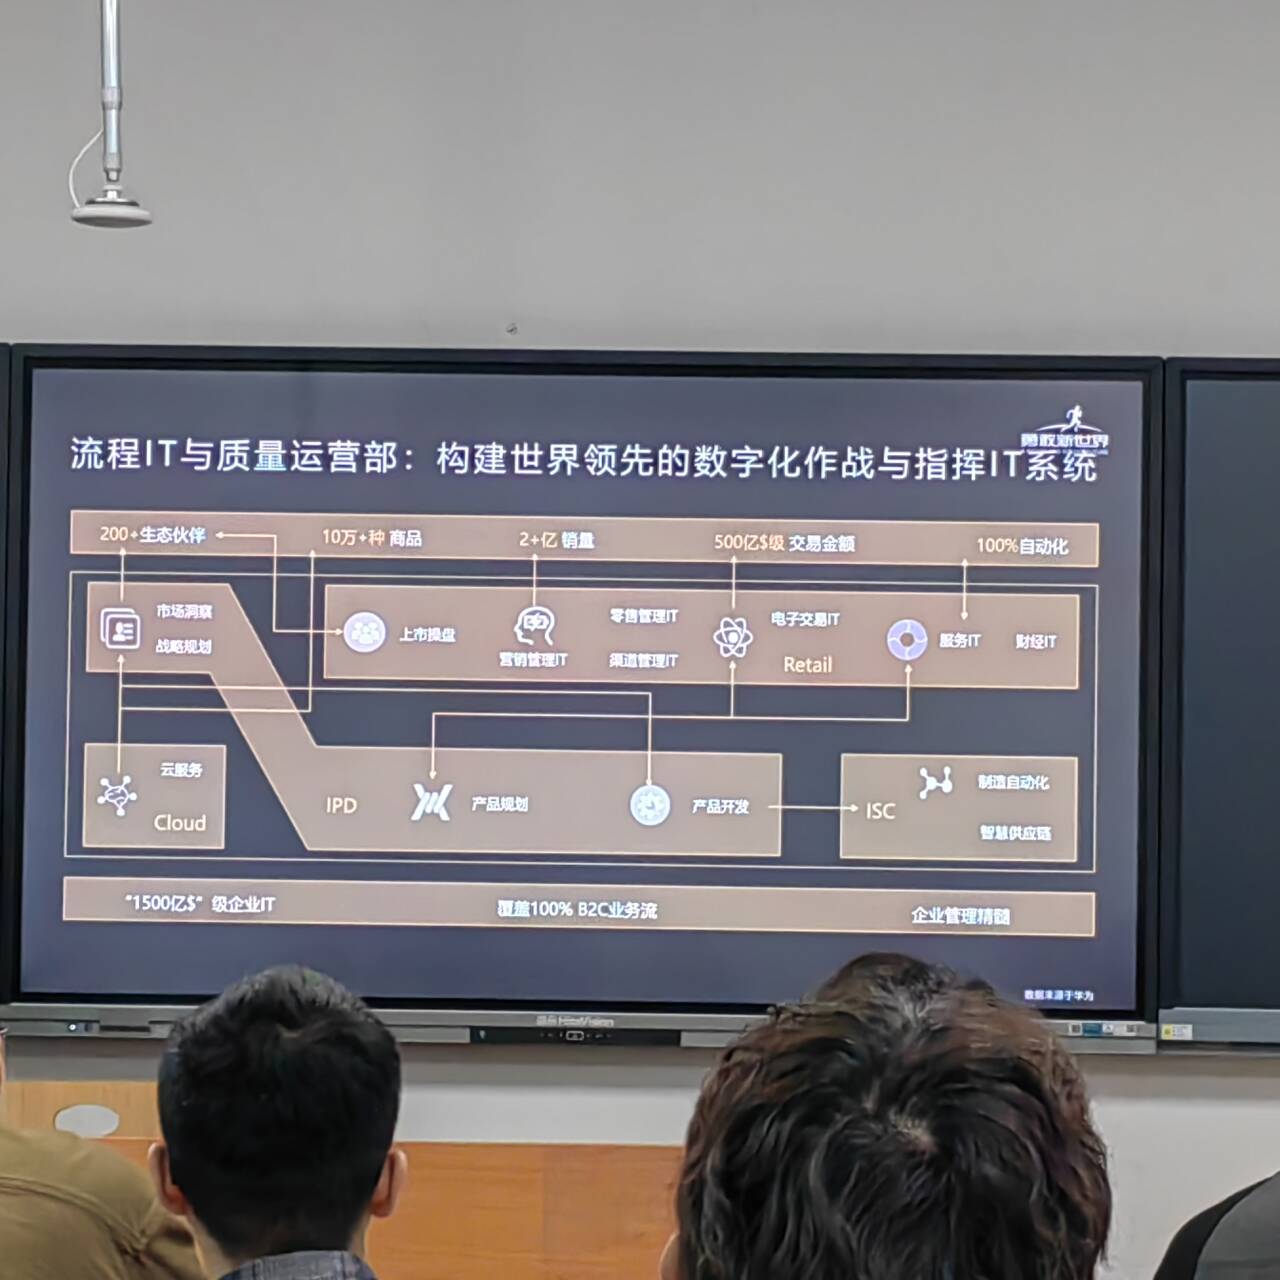 勇敢新世界
流程IT与质量运营部：构建世界领先的数字化作战与指挥IT系统
200+生态伙伴
10万+种 商品
2+亿 销量
500亿$级 交易金额
100%自动化
市场洞察
战略规划
上市操盘
营销管理IT
零售管理IT
渠道管理IT
电子交易IT
Retail
服务IT
财经IT
云服务
Cloud
IPD
产品规划
产品开发
ISC
制造自动化
智慧供应链
“1500亿$”级企业IT
覆盖100% B2C业务流
企业管理精髓
数据来源于华为